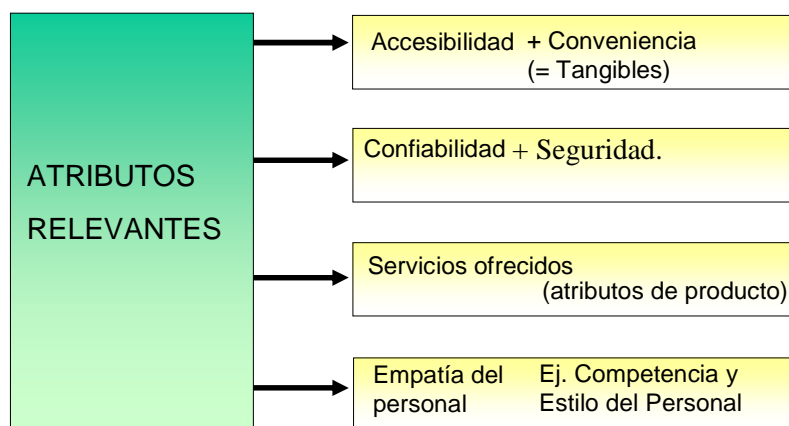 ATRIBUTOS
RELEVANTES
Accesibilidad + Conveniencia
(= Tangibles)
Confiabilidad + Seguridad.
Servicios ofrecidos
(atributos de producto)
Empatía del
personal
Ej. Competencia y
Estilo del Personal